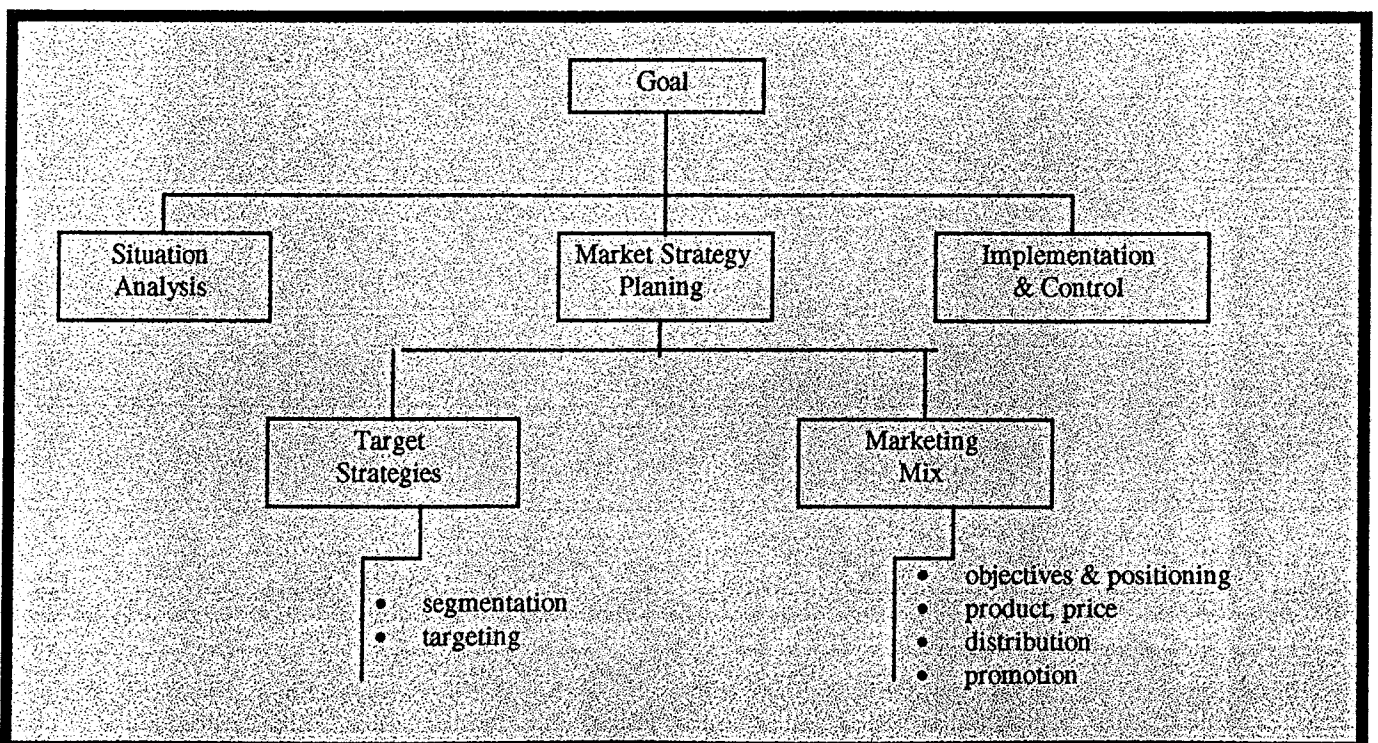 Goal
Situation
Analysis
Market Strategy
Planing
Implementation
& Control
Target
Strategies
Marketing
Mix
• segmentation
• targeting
• objectives & positioning
• product, price
• distribution
• promotion